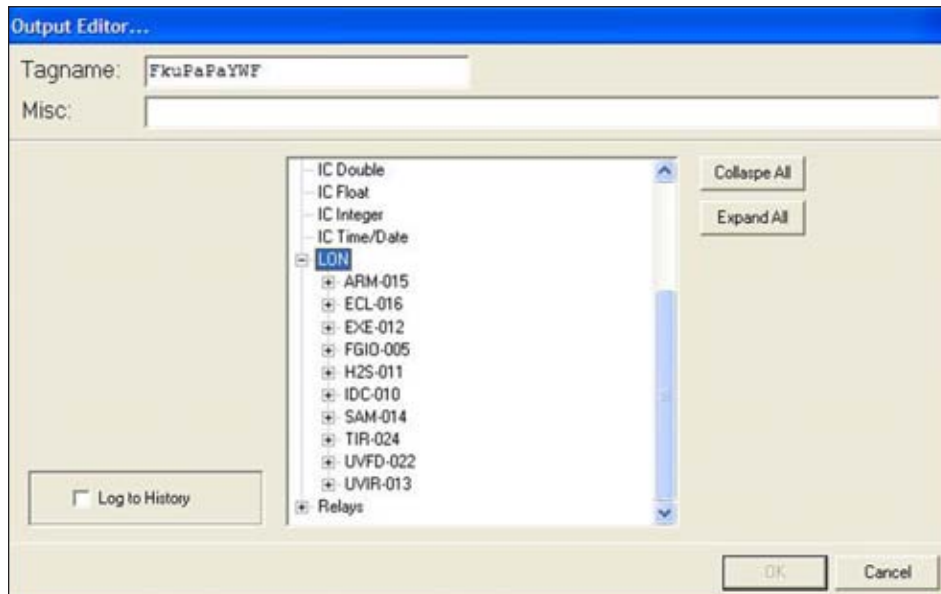 Output Editor...
Tagname: FkuPaPaYWF
Misc:
IC Double
IC Float
IC Integer
IC Time/Date
LON
ARM-015
ECL-016
EXE-012
FGIO-005
H2S-011
IDC-010
SAM-014
TIR-024
UVFD-022
UVIR-013
Relays
Collaspe All
Expand All
Log to History
OK
Cancel